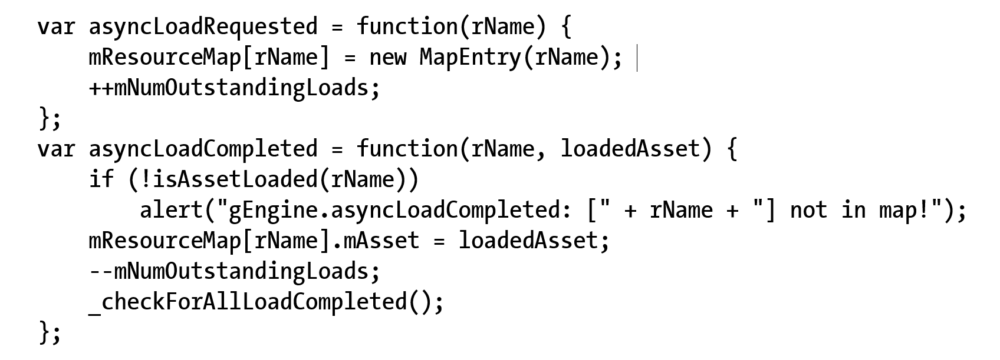 var asyncLoadRequested = function(rName) {
    mResourceMap[rName] = new MapEntry(rName);
    ++mNumOutstandingLoads;
};
var asyncLoadCompleted = function(rName, loadedAsset) {
    if (!isAssetLoaded(rName))
        alert("gEngine.asyncLoadCompleted: [" + rName + "] not in map!");
    mResourceMap[rName].mAsset = loadedAsset;
    --mNumOutstandingLoads;
    _checkForAllLoadCompleted();
};